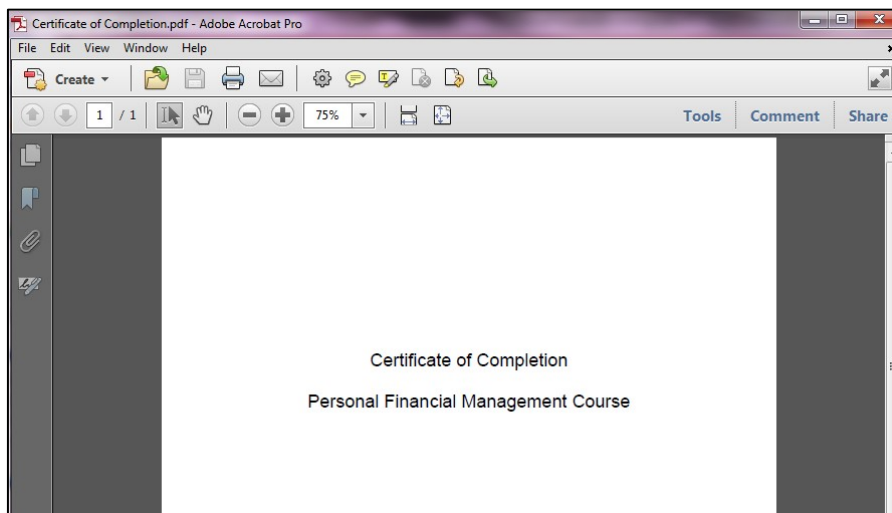 Certificate of Completion.pdf - Adobe Acrobat Pro
File Edit View Window Help
Create
1 / 1 75% Tools Comment Share
Certificate of Completion
Personal Financial Management Course